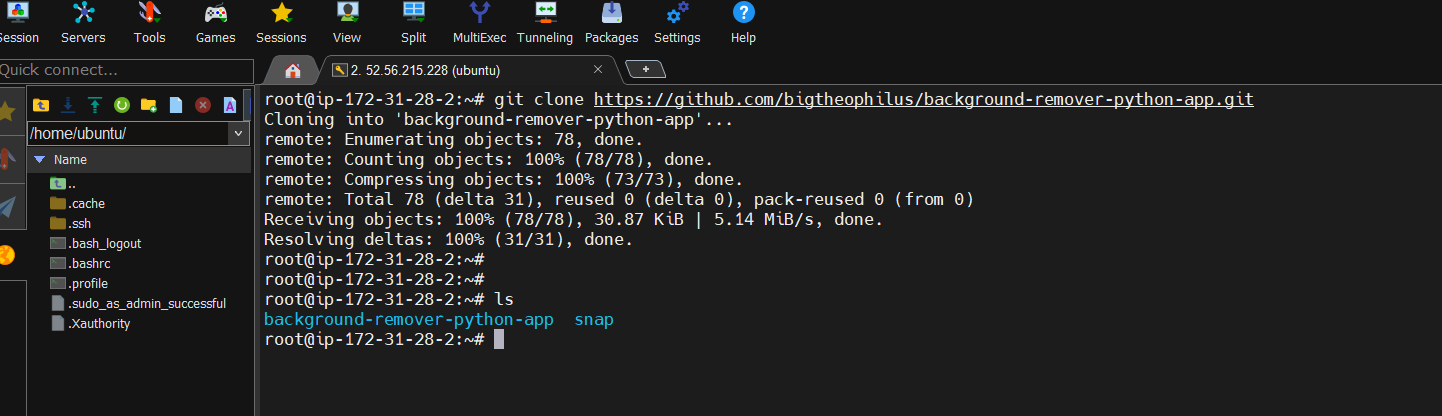 Session Servers Tools Games Sessions View Split MultiExec Tunneling Packages Settings Help
Quick connect...
2. 52.56.215.228 (ubuntu)
/home/ubuntu/
Name
..
.cache
.ssh
.bash_logout
.bashrc
.profile
.sudo_as_admin_successful
.Xauthority
root@ip-172-31-28-2:~# git clone https://github.com/bigtheophilus/background-remover-python-app.git
Cloning into 'background-remover-python-app'...
remote: Enumerating objects: 78, done.
remote: Counting objects: 100% (78/78), done.
remote: Compressing objects: 100% (73/73), done.
remote: Total 78 (delta 31), reused 0 (delta 0), pack-reused 0 (from 0)
Receiving objects: 100% (78/78), 30.87 KiB | 5.14 MiB/s, done.
Resolving deltas: 100% (31/31), done.
root@ip-172-31-28-2:~#
root@ip-172-31-28-2:~#
root@ip-172-31-28-2:~# ls
background-remover-python-app snap
root@ip-172-31-28-2:~#